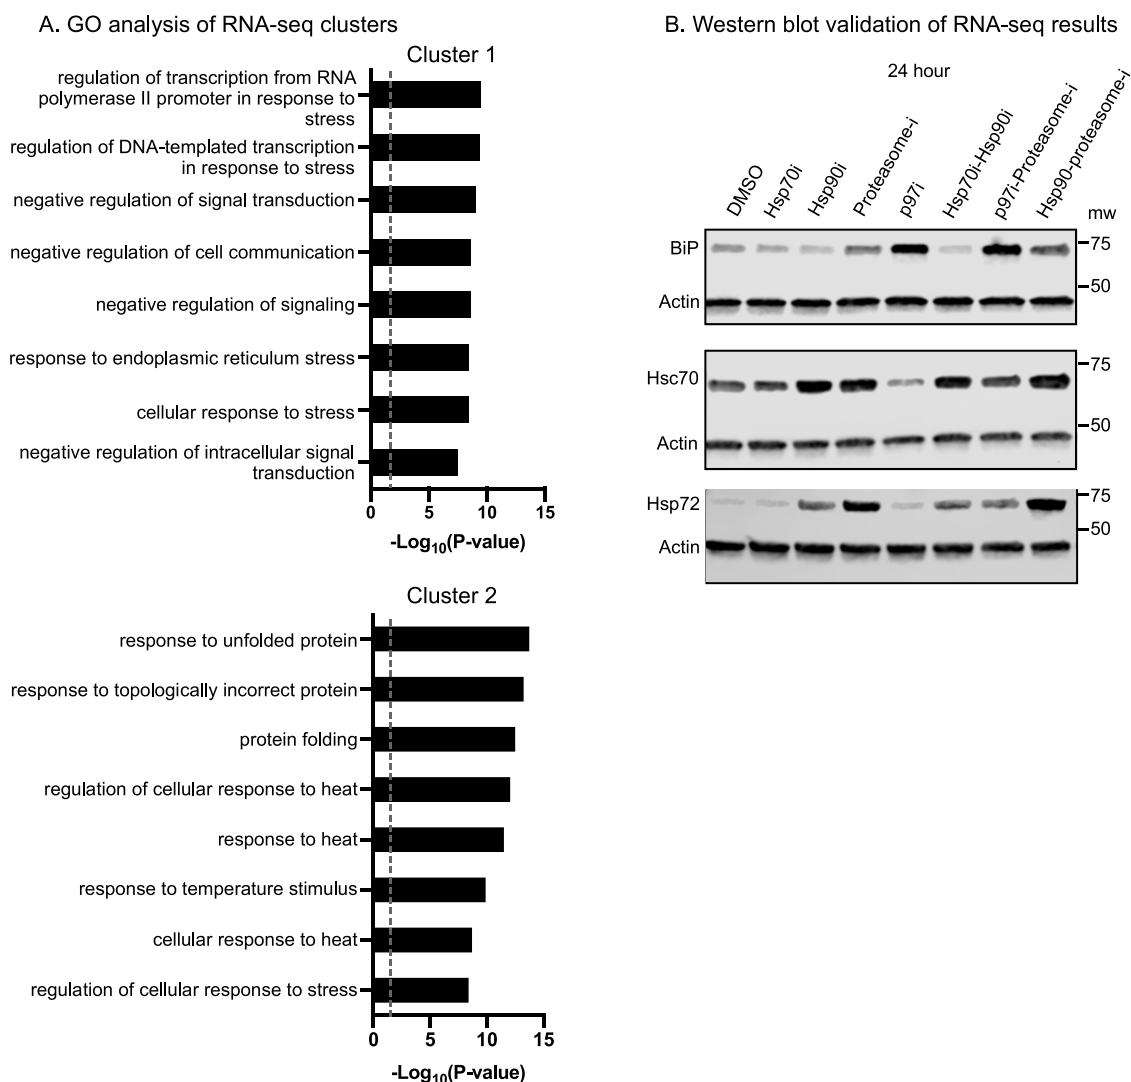 A. GO analysis of RNA-seq clusters
Cluster 1
regulation of transcription from RNA
polymerase II promoter in response to
stress
regulation of DNA-templated transcription
in response to stress
negative regulation of signal transduction
negative regulation of cell communication
negative regulation of signaling
response to endoplasmic reticulum stress
cellular response to stress
negative regulation of intracellular signal
transduction
0 5 10 15
-Log10(P-value)
Cluster 2
response to unfolded protein
response to topologically incorrect protein
protein folding
regulation of cellular response to heat
response to heat
response to temperature stimulus
cellular response to heat
regulation of cellular response to stress
0 5 10 15
-Log10(P-value)
B. Western blot validation of RNA-seq results
24 hour
DMSO
Hsp70i
Hsp90i
Proteasome-i
p97i
Hsp70i-Hsp90i
p97i-Proteasome-i
Hsp90-proteasome-i
mw
BiP
75
50
Actin
Hsc70
75
50
Actin
Hsp72
75
50
Actin